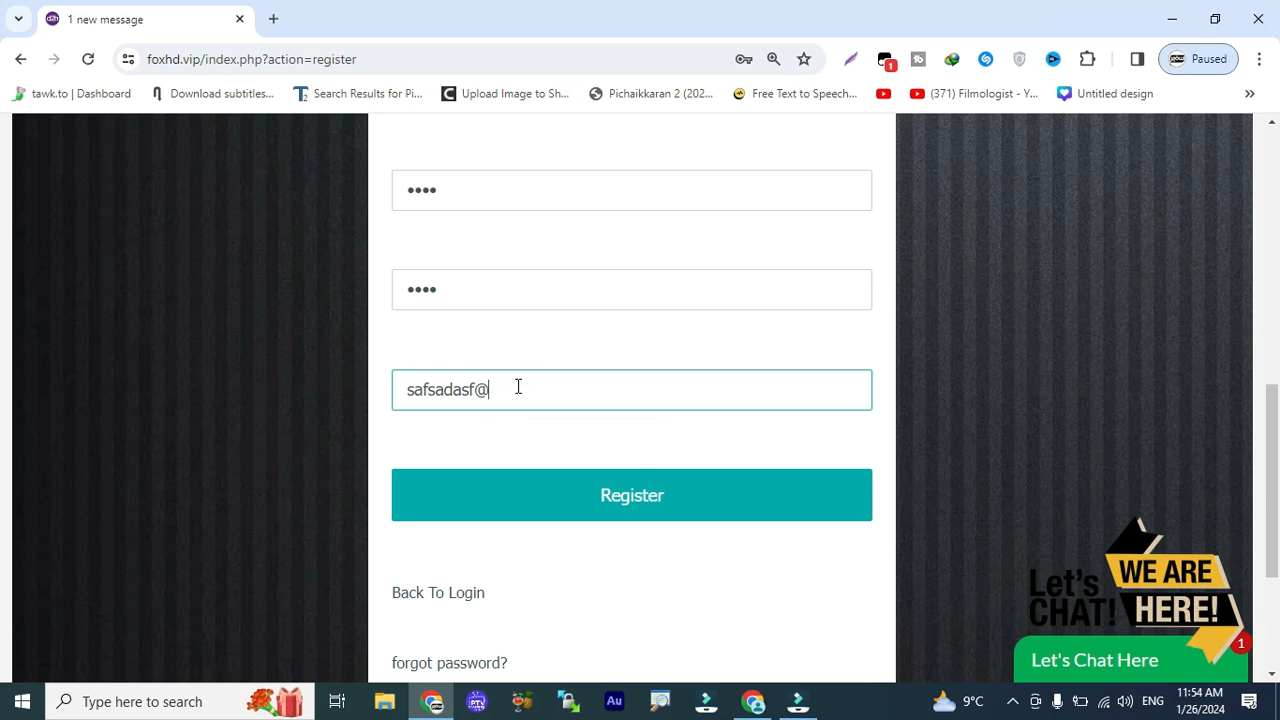 1 new message
foxhd.vip/index.php?action=register
1
Paused
tawk.to | Dashboard
Download subtitles...
Search Results for Pi...
Upload Image to Sh...
Pichaikkaran 2 (202...
Free Text to Speech...
(371) Filmologist - Y...
Untitled design
••••
••••
safsadasf@
Register
Back To Login
forgot password?
Let's CHAT!
WE ARE HERE!
1
Let's Chat Here
Type here to search
9°C
ENG
11:54 AM
1/26/2024